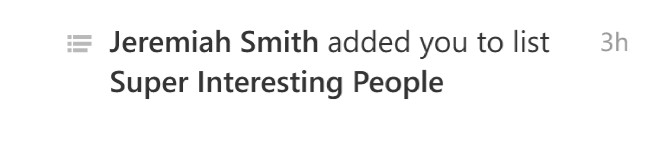 Jeremiah Smith added you to list 3h
Super Interesting People